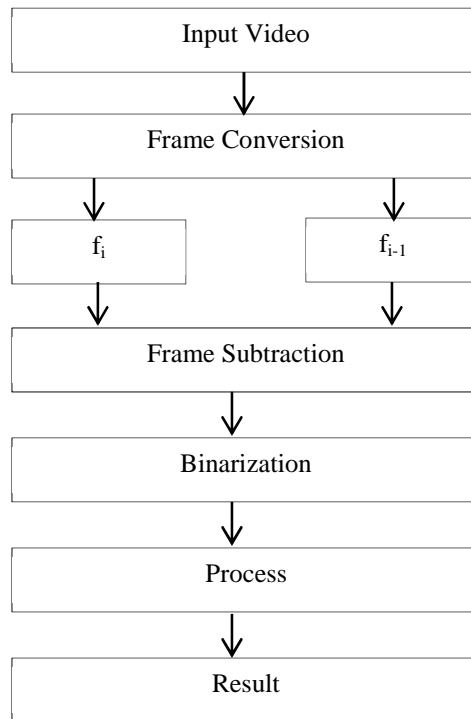 Input Video
Frame Conversion
fᵢ
fᵢ₋₁
Frame Subtraction
Binarization
Process
Result